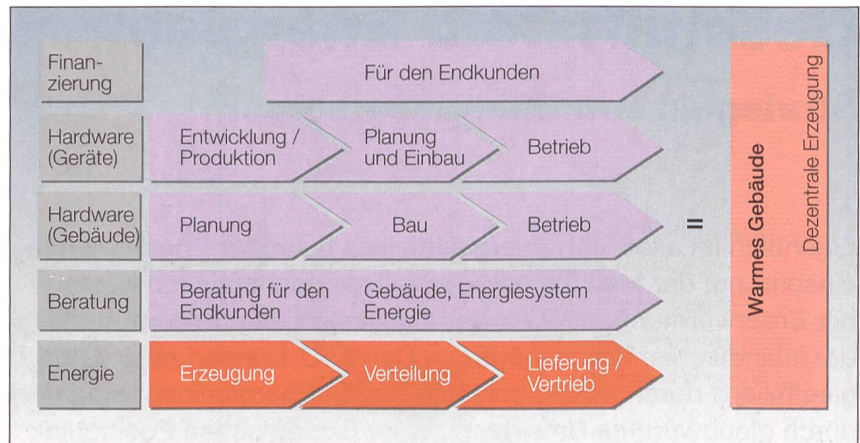 Finan-
zierung
Für den Endkunden
Hardware
(Geräte)
Entwicklung /
Produktion
Planung
und Einbau
Betrieb
Hardware
(Gebäude)
Planung
Bau
Betrieb
Beratung
Beratung für den
Endkunden
Gebäude, Energiesystem
Energie
Energie
Erzeugung
Verteilung
Lieferung /
Vertrieb
=
Warmes Gebäude
Dezentrale Erzeugung